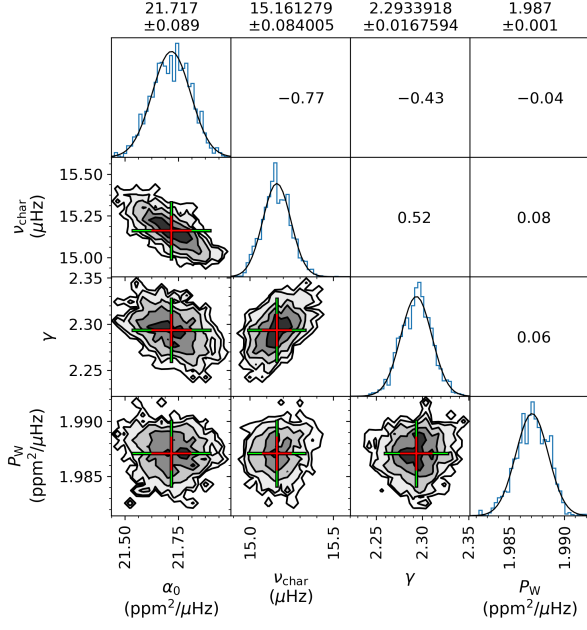 21.717 15.161279 2.2933918 1.987
±0.089 ±0.084005 ±0.0167594 ±0.001
−0.77 −0.43 −0.04
15.50
15.25
15.00
ν_char
(μHz)
0.52 0.08
2.35
2.30
2.25
γ
0.06
1.990
1.985
P_W
(ppm²/μHz)
21.50 21.75 15.0 15.5 2.25 2.30 2.35 1.985 1.990
α₀ ν_char γ P_W
(ppm²/μHz) (μHz) (ppm²/μHz)